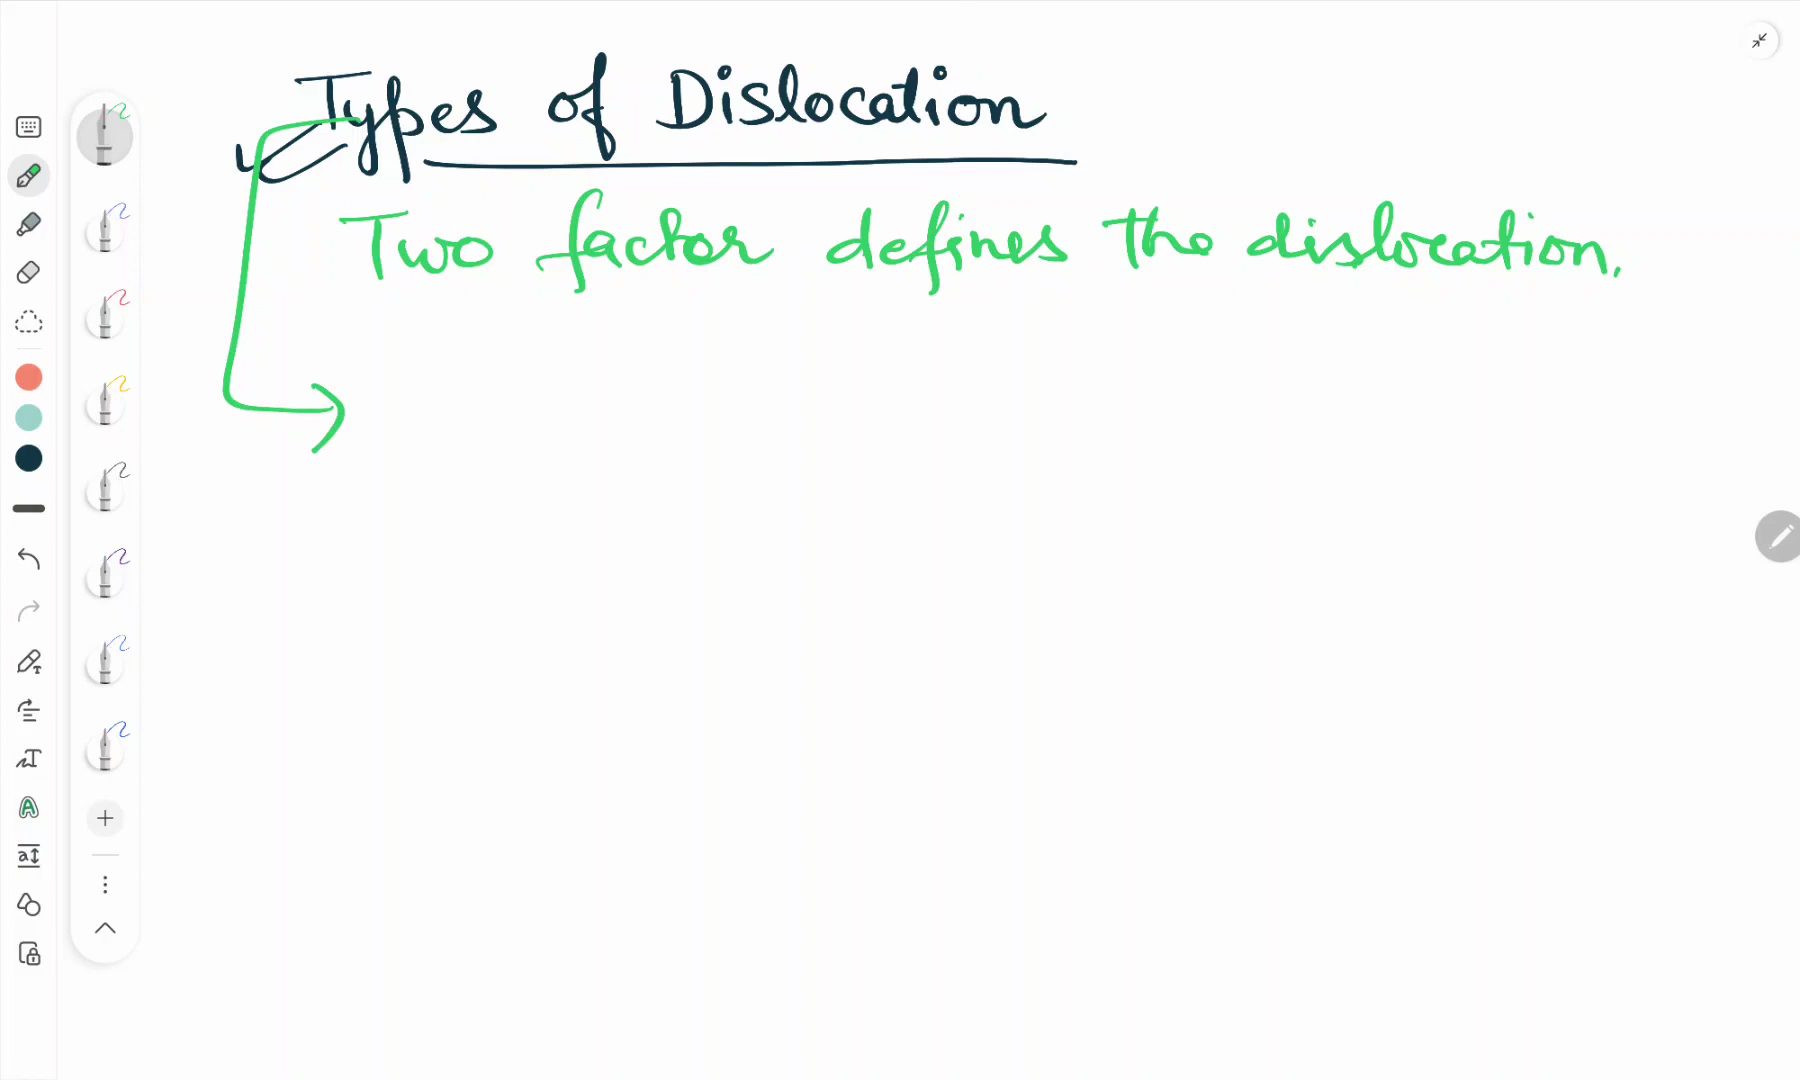 Types of Dislocation
Two factor defines the dislocation.